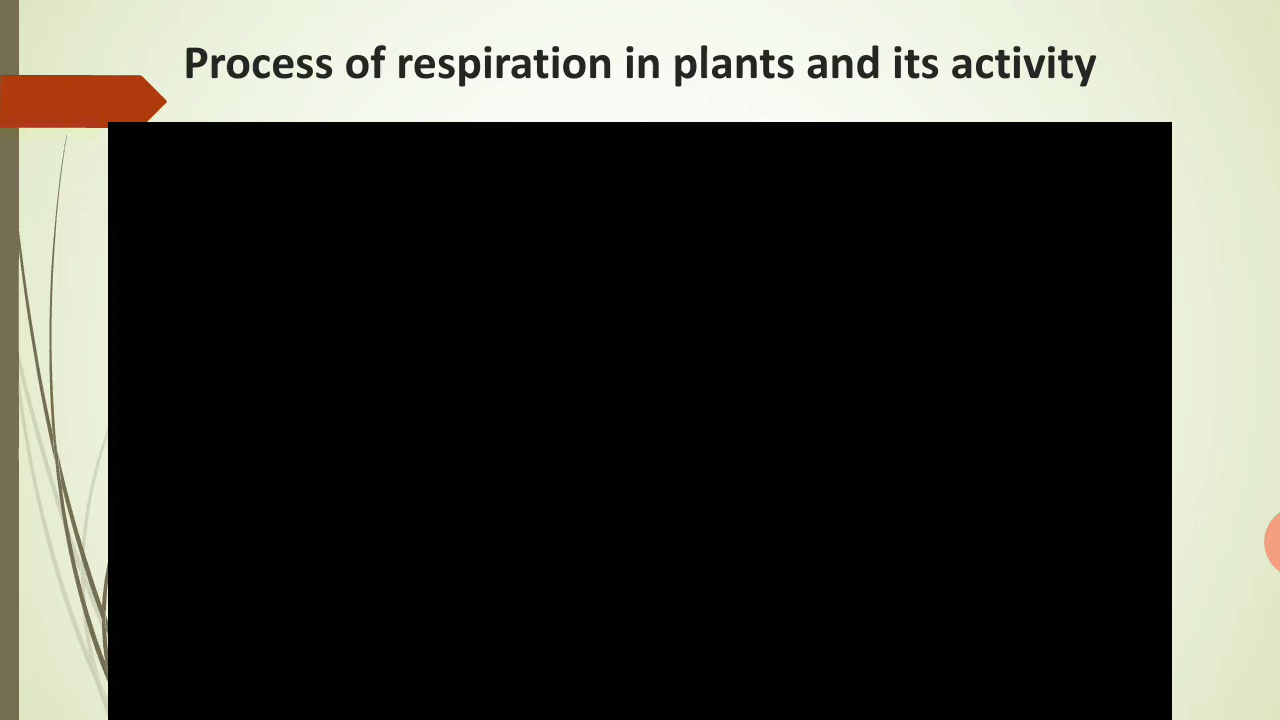 Process of respiration in plants and its activity